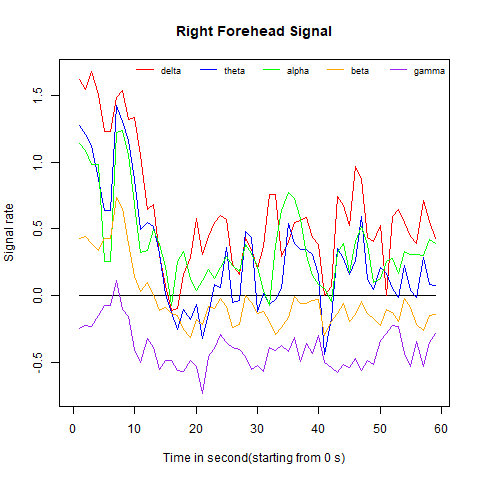 Right Forehead Signal
delta theta alpha beta gamma
Signal rate
1.5
1.0
0.5
0.0
-0.5
0 10 20 30 40 50 60
Time in second(starting from 0 s)